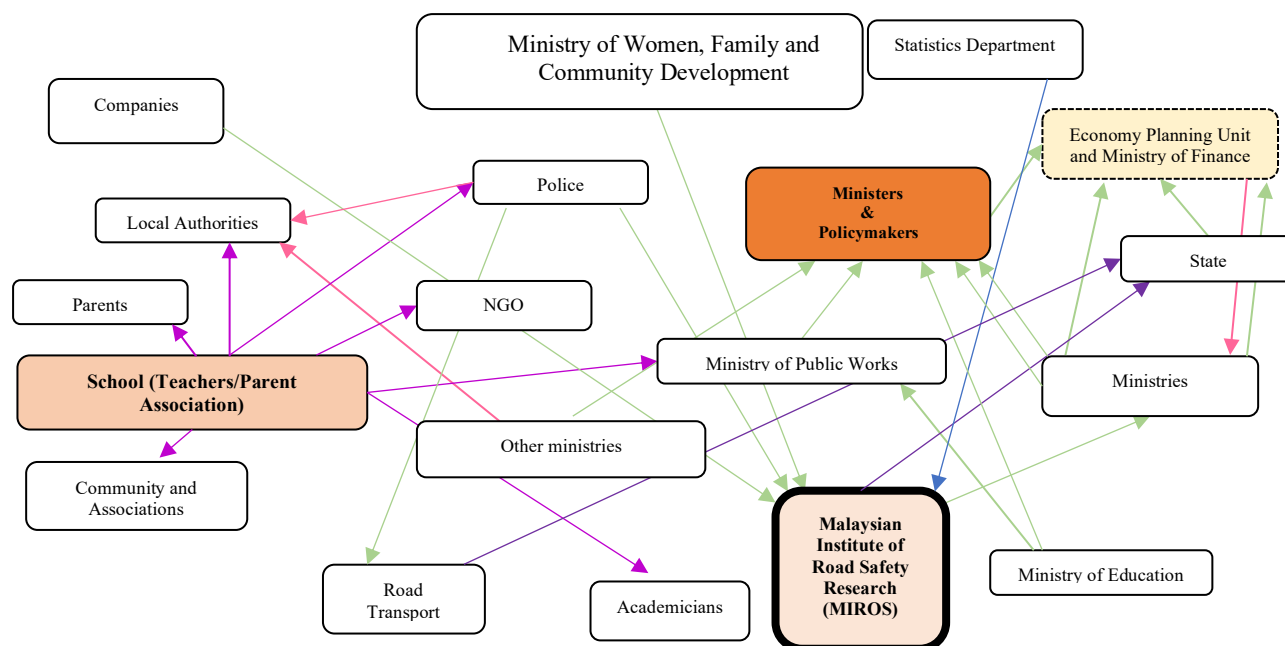 Ministry of Women, Family and
Community Development
Statistics Department
Companies
Economy Planning Unit
and Ministry of Finance
Police
Ministers
&
Policymakers
Local Authorities
State
Parents
NGO
Ministry of Public Works
School (Teachers/Parent
Association)
Ministries
Other ministries
Community and
Associations
Malaysian
Institute of
Road Safety
Research
(MIROS)
Ministry of Education
Road
Transport
Academicians